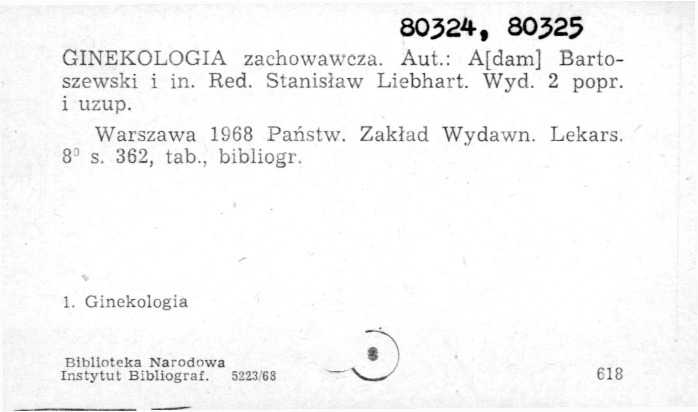 80324, 80325
GINEKOLOGIA zachowawcza. Aut.: A[dam] Barto-
szewski i in. Red. Stanisław Liebhart. Wyd. 2 popr.
i uzup.
Warszawa 1968 Państw. Zakład Wydawn. Lekars.
8⁰ s. 362, tab., bibliogr.
1. Ginekologia
Biblioteka Narodowa
Instytut Bibliograf. 5223/68
618